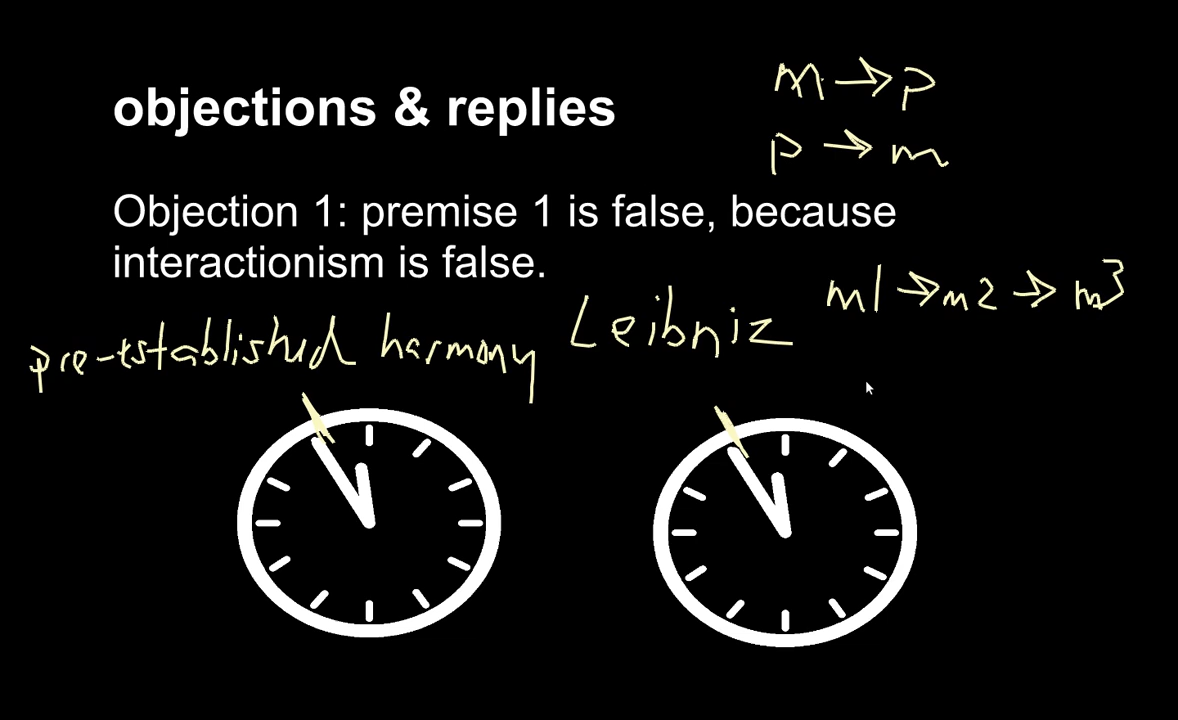 m → p
objections & replies
p → m
Objection 1: premise 1 is false, because
interactionism is false.
m1 → m2 → m3
pre-established harmony Leibniz